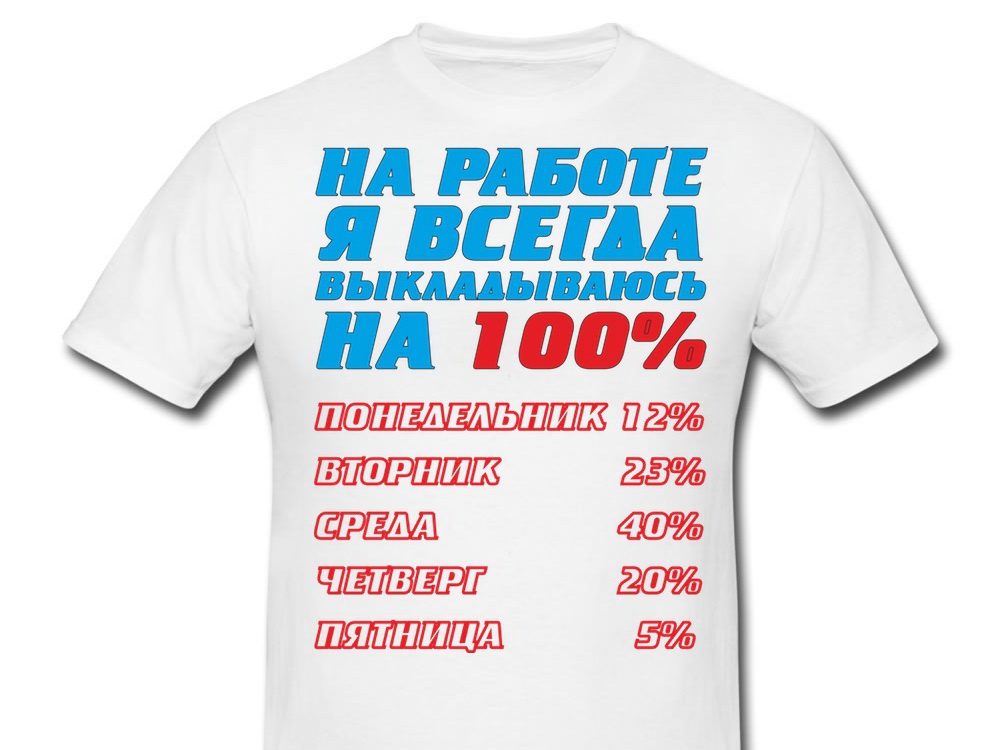 НА РАБОТЕ
Я ВСЕГДА
ВЫКЛАДЫВАЮСЬ
НА 100%
ПОНЕДЕЛЬНИК 12%
ВТОРНИК 23%
СРЕДА 40%
ЧЕТВЕРГ 20%
ПЯТНИЦА 5%